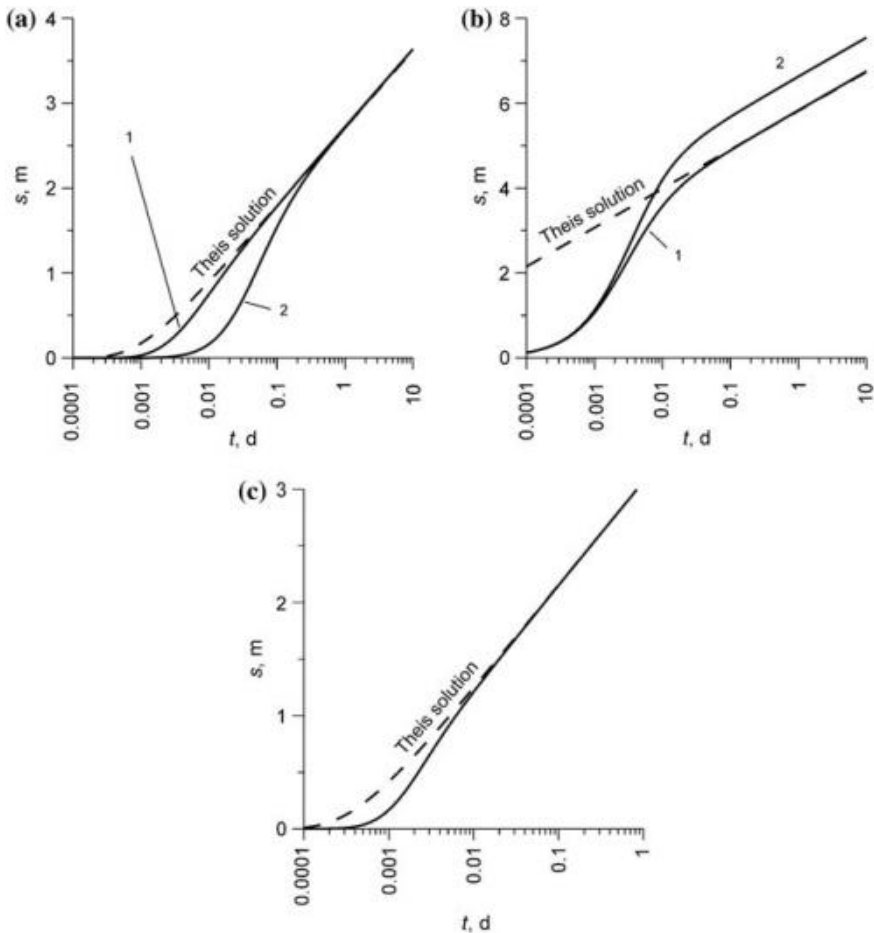 (a)
4
3
2
1
0
s, m
1
Theis solution
2
0.0001
0.001
0.01
0.1
1
10
t, d
(b)
8
6
4
2
0
s, m
2
Theis solution
1
0.0001
0.001
0.01
0.1
1
10
t, d
(c)
3
2
1
0
s, m
Theis solution
0.0001
0.001
0.01
0.1
1
t, d